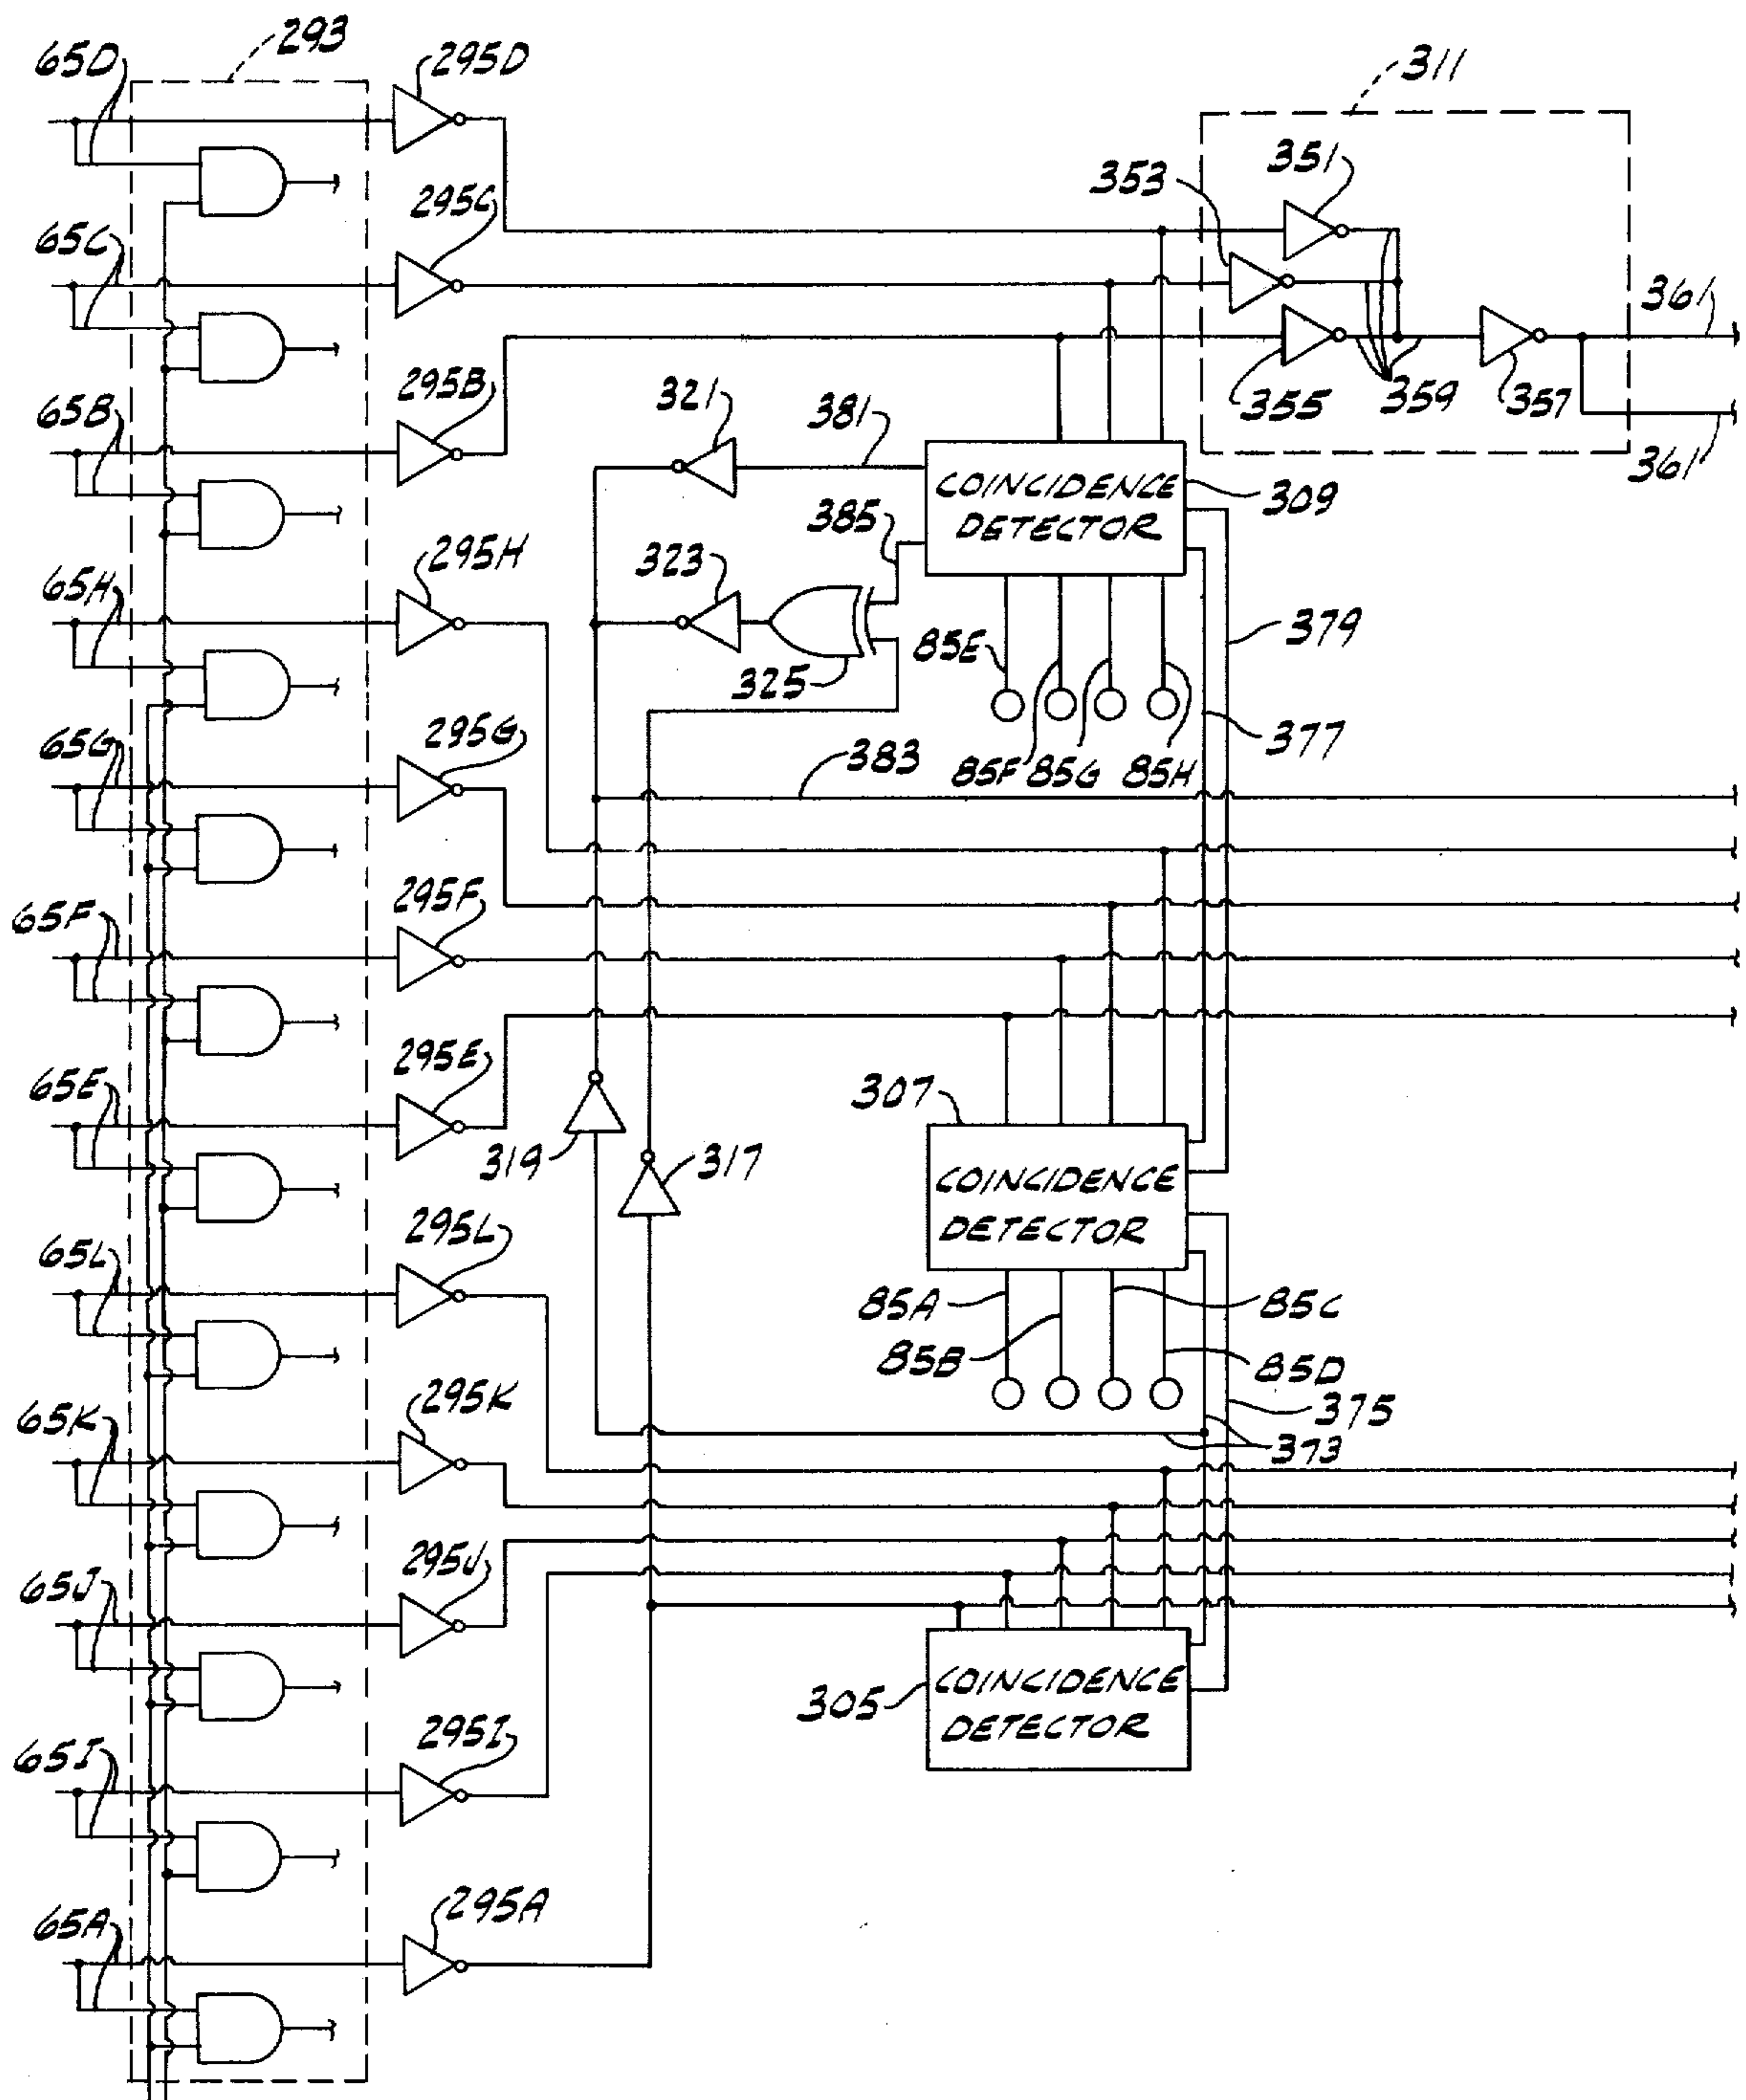 293
65D
295D
311
351
353
295C
65C
361
321
381
355
359
357
361
295B
65B
COINCIDENCE
DETECTOR
309
385
323
295H
65H
325
85E
379
377
85F
85G
85H
383
295G
65G
295F
65F
295E
65E
307
319
317
COINCIDENCE
DETECTOR
295L
65L
85A
85B
85C
85D
375
373
295K
65K
295J
65J
305
COINCIDENCE
DETECTOR
295I
65I
295A
65A